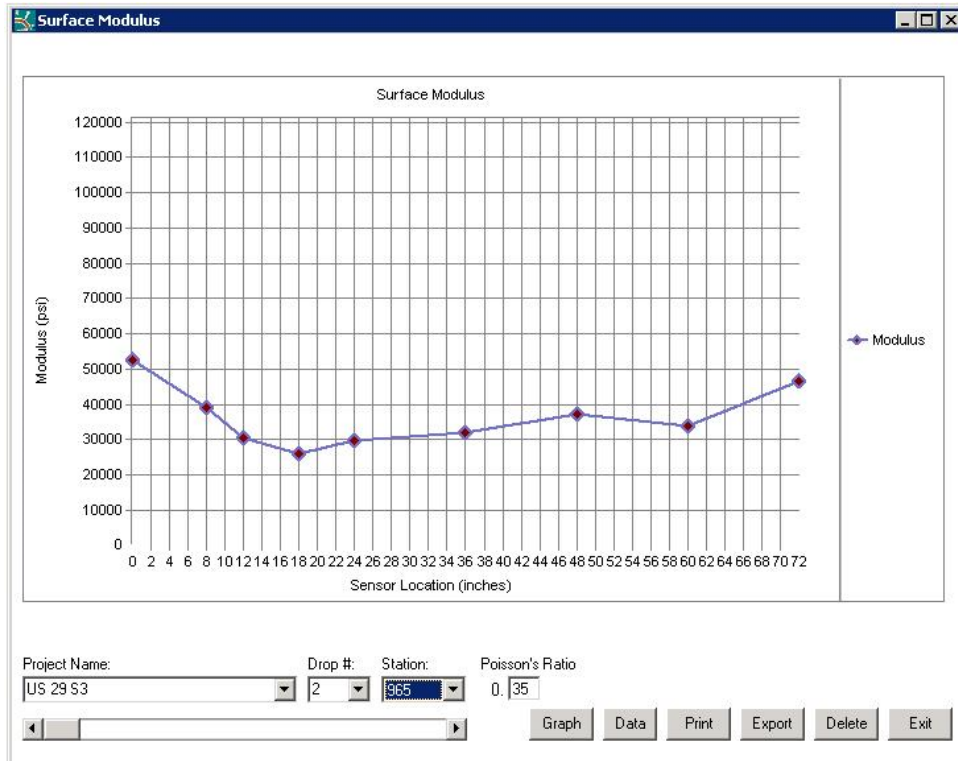 Surface Modulus
Surface Modulus
120000
110000
100000
90000
80000
70000
60000
50000
40000
30000
20000
10000
0
Modulus (psi)
0 2 4 6 8 10 12 14 16 18 20 22 24 26 28 30 32 34 36 38 40 42 44 46 48 50 52 54 56 58 60 62 64 66 68 70 72
Sensor Location (inches)
Modulus
Project Name: Drop #: Station: Poisson's Ratio
US 29 S3 2 965 0. 35
Graph Data Print Export Delete Exit